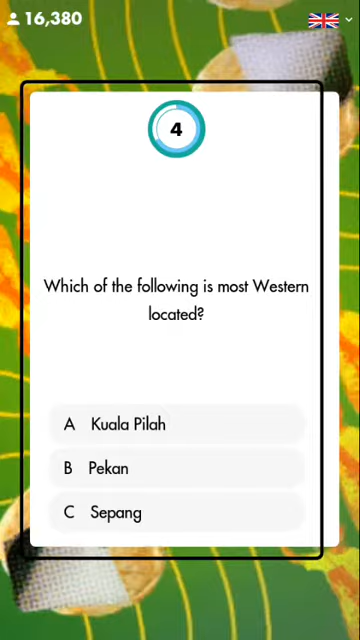 16,380
4
Which of the following is most Western
located?
A Kuala Pilah
B Pekan
C Sepang